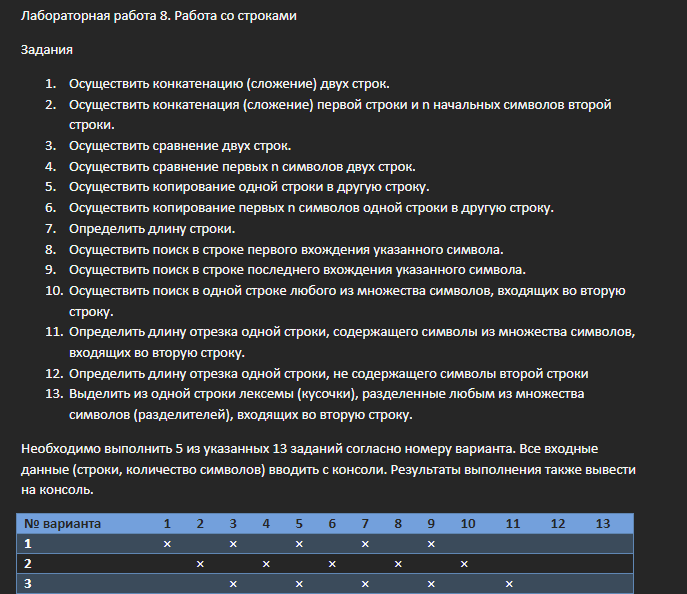 Лабораторная работа 8. Работа со строками
Задания
1. Осуществить конкатенацию (сложение) двух строк.
2. Осуществить конкатенация (сложение) первой строки и n начальных символов второй
строки.
3. Осуществить сравнение двух строк.
4. Осуществить сравнение первых n символов двух строк.
5. Осуществить копирование одной строки в другую строку.
6. Осуществить копирование первых n символов одной строки в другую строку.
7. Определить длину строки.
8. Осуществить поиск в строке первого вхождения указанного символа.
9. Осуществить поиск в строке последнего вхождения указанного символа.
10. Осуществить поиск в одной строке любого из множества символов, входящих во вторую
строку.
11. Определить длину отрезка одной строки, содержащего символы из множества символов,
входящих во вторую строку.
12. Определить длину отрезка одной строки, не содержащего символы второй строки
13. Выделить из одной строки лексемы (кусочки), разделенные любым из множества
символов (разделителей), входящих во вторую строку.
Необходимо выполнить 5 из указанных 13 заданий согласно номеру варианта. Все входные
данные (строки, количество символов) вводить с консоли. Результаты выполнения также вывести
на консоль.
№ варианта 1 2 3 4 5 6 7 8 9 10 11 12 13
1 × × × × ×
2 × × × × ×
3 × × × × ×